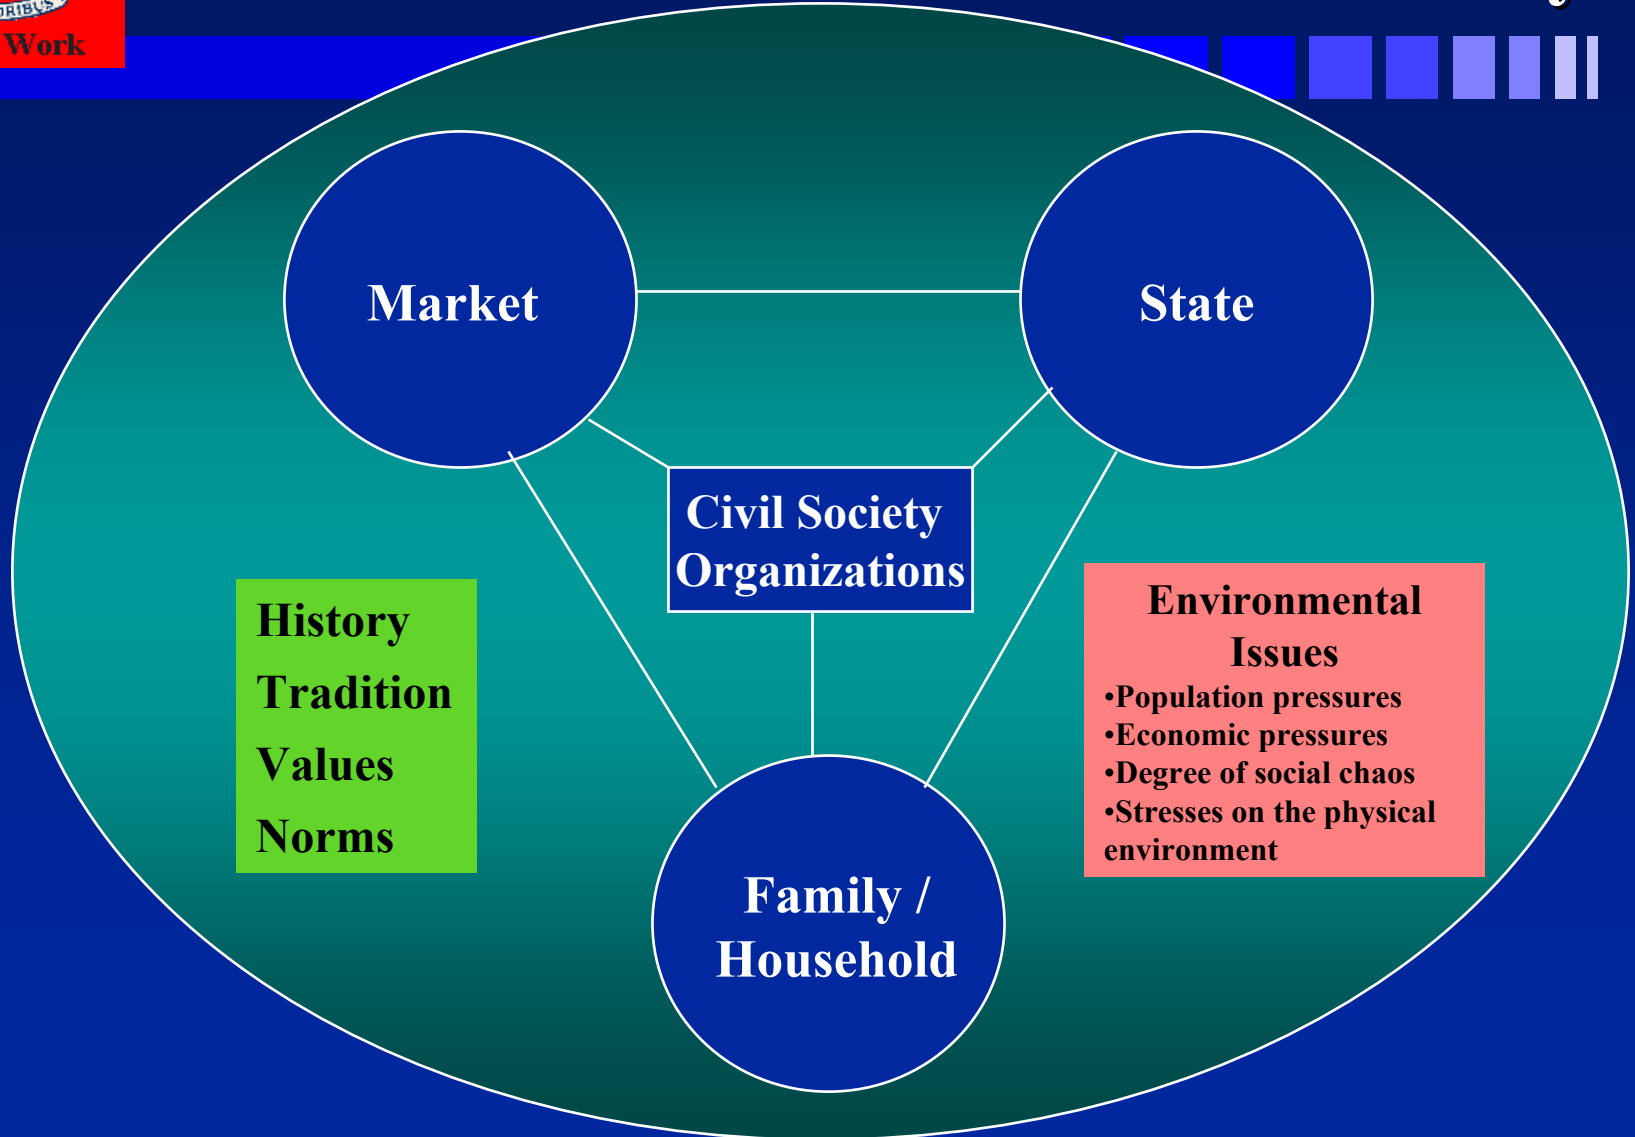 Work
Market
State
Civil Society
Organizations
History
Tradition
Values
Norms
Environmental
Issues
•Population pressures
•Economic pressures
•Degree of social chaos
•Stresses on the physical
environment
Family /
Household